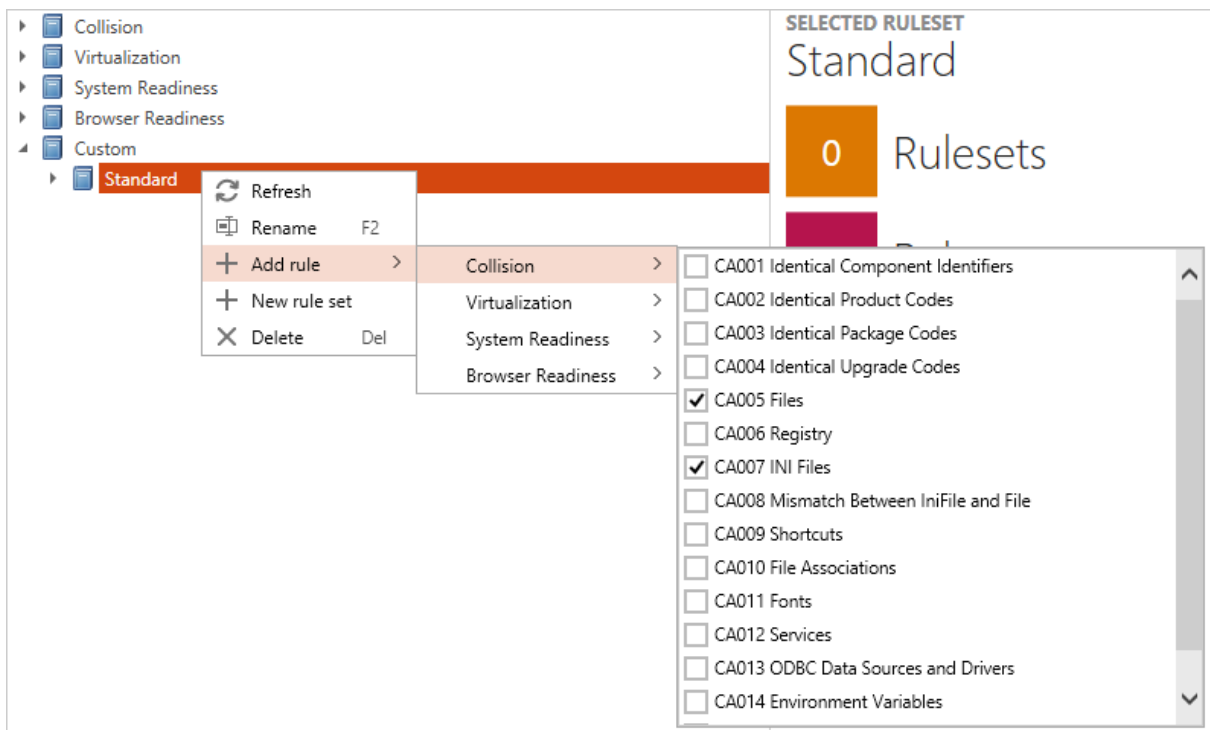 Collision
Virtualization
System Readiness
Browser Readiness
Custom
Standard
SELECTED RULESET
Standard
0 Rulesets
Refresh
Rename F2
Add rule
New rule set
Delete Del
Collision
Virtualization
System Readiness
Browser Readiness
CA001 Identical Component Identifiers
CA002 Identical Product Codes
CA003 Identical Package Codes
CA004 Identical Upgrade Codes
CA005 Files
CA006 Registry
CA007 INI Files
CA008 Mismatch Between IniFile and File
CA009 Shortcuts
CA010 File Associations
CA011 Fonts
CA012 Services
CA013 ODBC Data Sources and Drivers
CA014 Environment Variables